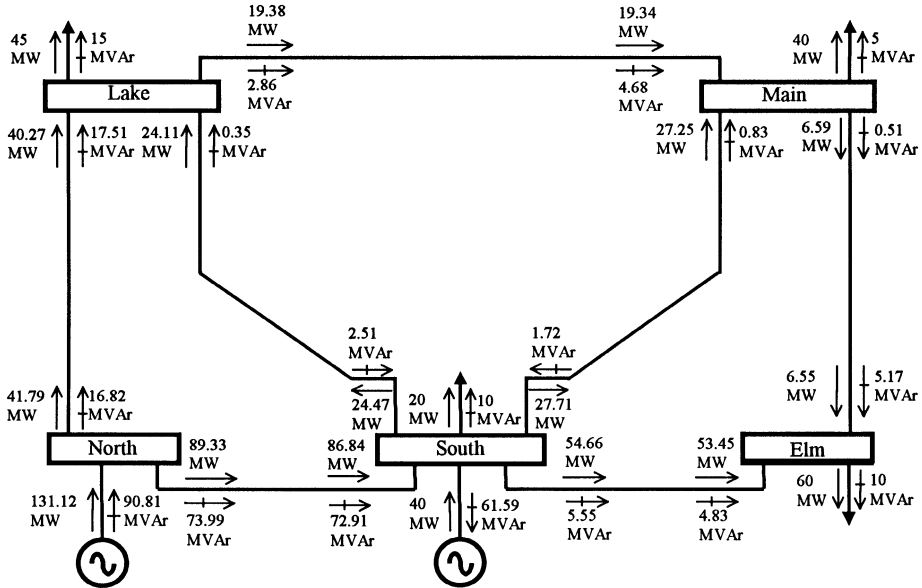 19.38
MW
19.34
MW
45
MW
15
MVAr
40
MW
5
MVAr
2.86
MVAr
4.68
MVAr
Lake
Main
40.27
MW
17.51
MVAr
24.11
MW
0.35
MVAr
27.25
MW
0.83
MVAr
6.59
MW
0.51
MVAr
2.51
MVAr
1.72
MVAr
41.79
MW
16.82
MVAr
24.47
MW
20
MW
10
MVAr
27.71
MW
6.55
MW
5.17
MVAr
North
South
Elm
89.33
MW
86.84
MW
54.66
MW
53.45
MW
131.12
MW
90.81
MVAr
73.99
MVAr
72.91
MVAr
40
MW
61.59
MVAr
5.55
MVAr
4.83
MVAr
60
MW
10
MVAr